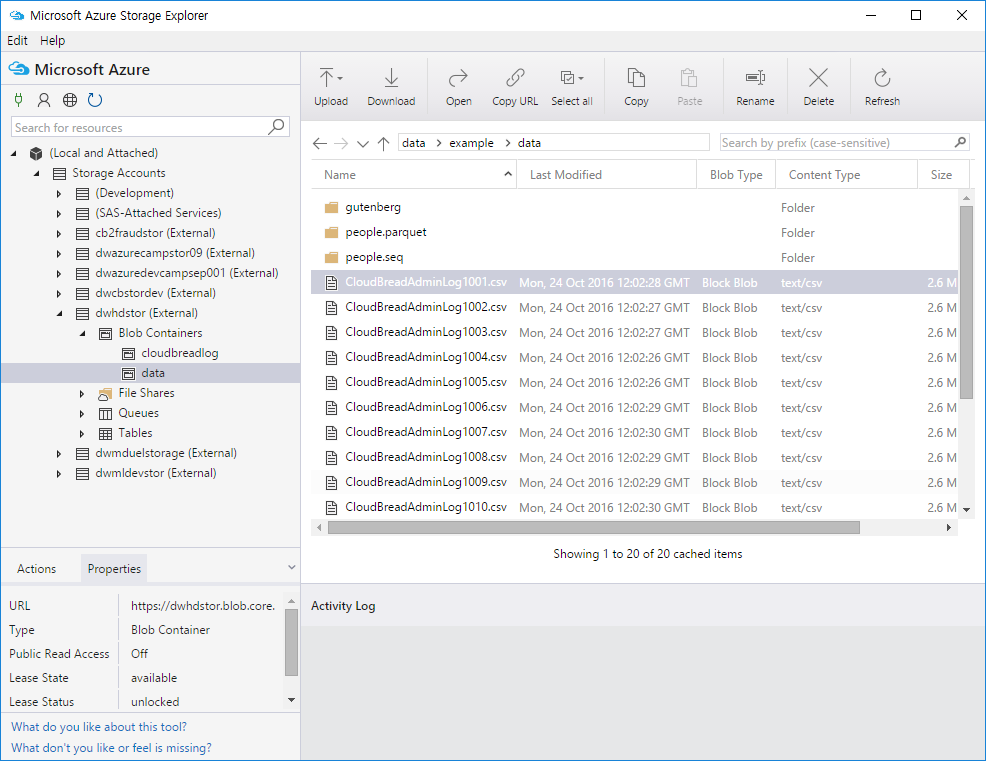 Microsoft Azure Storage Explorer
Edit Help
Microsoft Azure
Search for resources
(Local and Attached)
Storage Accounts
(Development)
(SAS-Attached Services)
cb2fraudstor (External)
dwazurecampstor09 (External)
dwazuredevcampsep001 (External)
dwcbstordev (External)
dwhdstor (External)
Blob Containers
cloudbreadlog
data
File Shares
Queues
Tables
dwmduelstorage (External)
dwmldevstor (External)
Actions Properties
URL https://dwhdstor.blob.core.
Type Blob Container
Public Read Access Off
Lease State available
Lease Status unlocked
What do you like about this tool?
What don't you like or feel is missing?
Upload Download Open Copy URL Select all Copy Paste Rename Delete Refresh
data example data
Search by prefix (case-sensitive)
Name Last Modified Blob Type Content Type Size
gutenberg Folder
people.parquet Folder
people.seq Folder
CloudBreadAdminLog1001.csv Mon, 24 Oct 2016 12:02:28 GMT Block Blob text/csv 2.6 M
CloudBreadAdminLog1002.csv Mon, 24 Oct 2016 12:02:27 GMT Block Blob text/csv 2.6 M
CloudBreadAdminLog1003.csv Mon, 24 Oct 2016 12:02:27 GMT Block Blob text/csv 2.6 M
CloudBreadAdminLog1004.csv Mon, 24 Oct 2016 12:02:26 GMT Block Blob text/csv 2.6 M
CloudBreadAdminLog1005.csv Mon, 24 Oct 2016 12:02:26 GMT Block Blob text/csv 2.6 M
CloudBreadAdminLog1006.csv Mon, 24 Oct 2016 12:02:29 GMT Block Blob text/csv 2.6 M
CloudBreadAdminLog1007.csv Mon, 24 Oct 2016 12:02:30 GMT Block Blob text/csv 2.6 M
CloudBreadAdminLog1008.csv Mon, 24 Oct 2016 12:02:29 GMT Block Blob text/csv 2.6 M
CloudBreadAdminLog1009.csv Mon, 24 Oct 2016 12:02:29 GMT Block Blob text/csv 2.6 M
CloudBreadAdminLog1010.csv Mon, 24 Oct 2016 12:02:30 GMT Block Blob text/csv 2.6 M
Showing 1 to 20 of 20 cached items
Activity Log